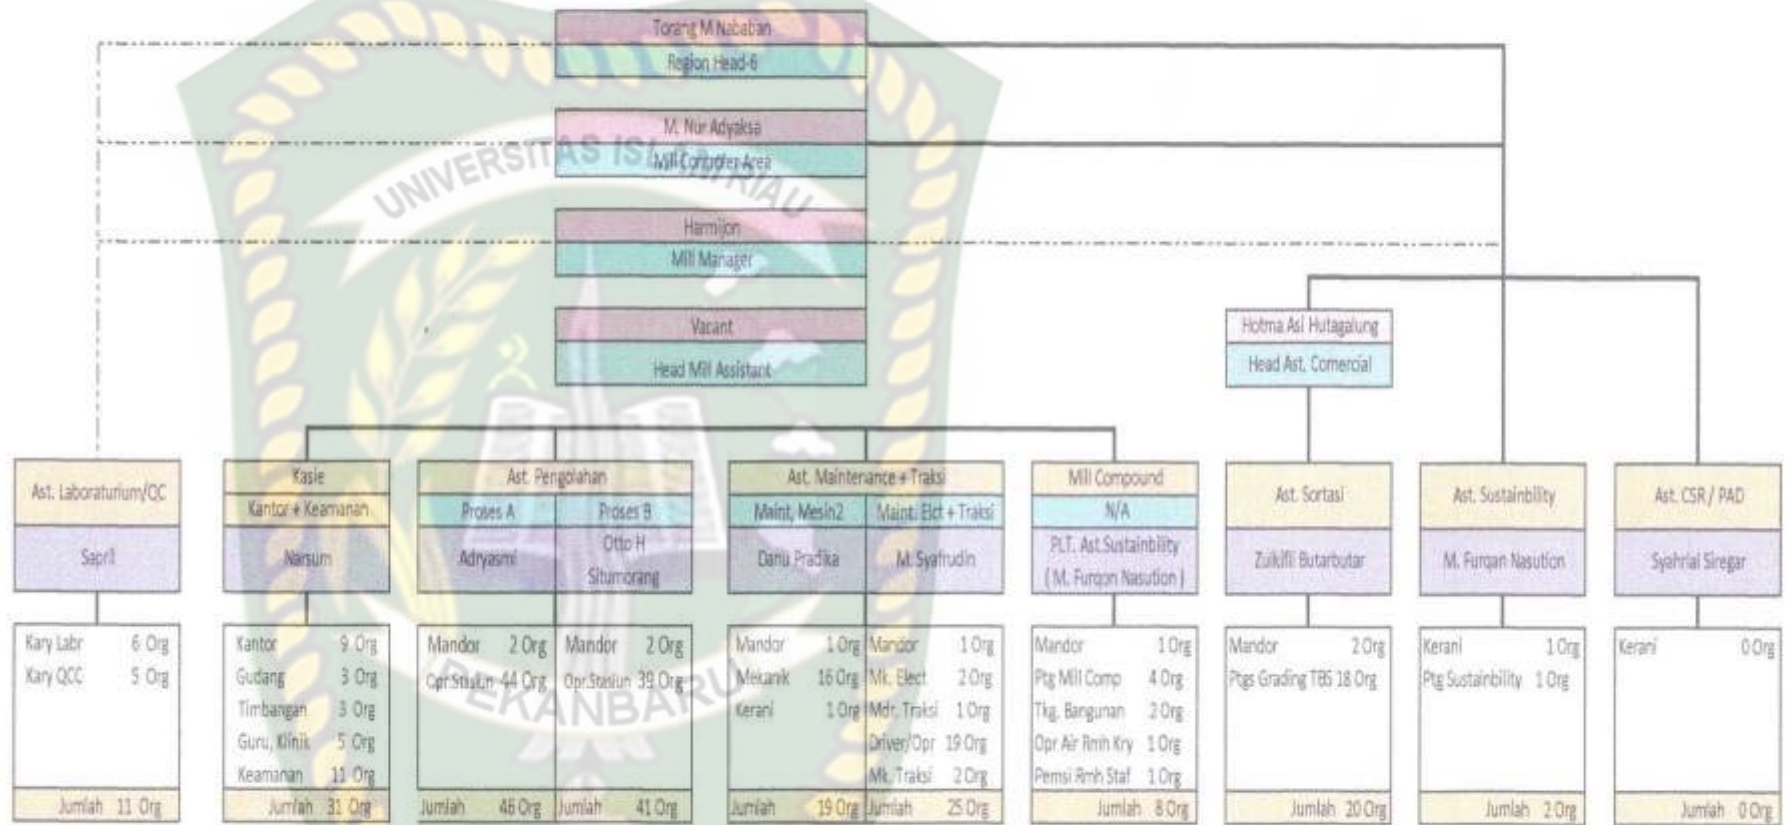 Torang M Nababan
Region Head-6
M. Nur Adyaksa
Mill Controler Area
Harmijon
Mill Manager
Vacant
Head Mill Assistant
UNIVERSITAS ISLAM RIAU
PEKANBARU
Hotma Asi Hutagalung
Head Ast. Comercial
Ast. Laboraturium/QC
Sapril
Kary Labr 6 Org
Kary QCC 5 Org
Jumlah 11 Org
Kasie
Kantor + Keamanan
Narsum
Kantor 9 Org
Gudang 3 Org
Timbangan 3 Org
Guru, Klinik 5 Org
Keamanan 11 Org
Jumlah 31 Org
Ast. Pengolahan
Proses A
Adryasmi
Mandor 2 Org
Opr.Stasiun 44 Org
Jumlah 46 Org
Proses B
Otto H
Situmorang
Mandor 2 Org
Opr.Stasiun 39 Org
Jumlah 41 Org
Ast. Maintenance + Traksi
Maint, Mesin2
Danu Pradika
Mandor 1 Org
Mekanik 16 Org
Kerani 1 Org
Jumlah 19 Org
Maint. Elct + Traksi
M. Syafrudin
Mandor 1 Org
Mk. Elect 2 Org
Mdr. Traksi 1 Org
Driver/Opr 19 Org
Mk. Traksi 2 Org
Jumlah 25 Org
Mill Compound
N/A
PLT. Ast.Sustainbility
( M. Furqon Nasution )
Mandor 1 Org
Ptg Mill Comp 4 Org
Tkg. Bangunan 2 Org
Opr Air Rmh Kry 1 Org
Pemsi Rmh Staf 1 Org
Jumlah 8 Org
Ast. Sortasi
Zulkifli Butarbutar
Mandor 2 Org
Ptgs Grading TBS 18 Org
Jumlah 20 Org
Ast. Sustainbility
M. Furqan Nasution
Kerani 1 Org
Ptg Sustainbility 1 Org
Jumlah 2 Org
Ast. CSR / PAD
Syahrial Siregar
Kerani 0 Org
Jumlah 0 Org